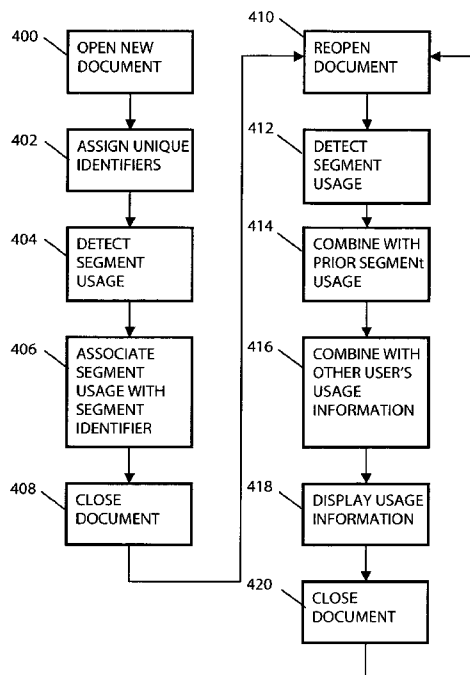 400
OPEN NEW
DOCUMENT
402
ASSIGN UNIQUE
IDENTIFIERS
404
DETECT
SEGMENT
USAGE
406
ASSOCIATE
SEGMENT
USAGE WITH
SEGMENT
IDENTIFIER
408
CLOSE
DOCUMENT
410
REOPEN
DOCUMENT
412
DETECT
SEGMENT
USAGE
414
COMBINE WITH
PRIOR SEGMENt
USAGE
416
COMBINE WITH
OTHER USER'S
USAGE
INFORMATION
418
DISPLAY USAGE
INFORMATION
420
CLOSE
DOCUMENT